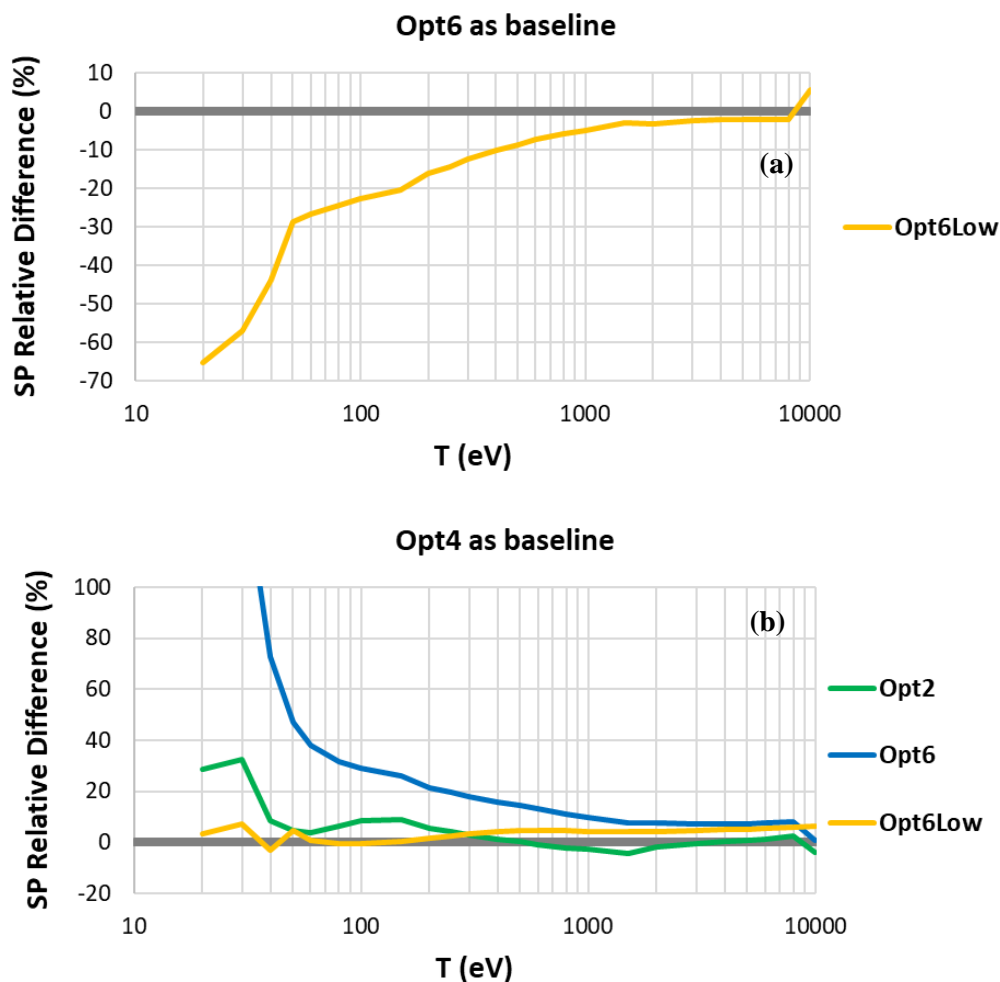 Opt6 as baseline
SP Relative Difference (%)
10
0
-10
-20
-30
-40
-50
-60
-70
(a)
Opt6Low
10
100
1000
10000
T (eV)
Opt4 as baseline
SP Relative Difference (%)
100
80
60
40
20
0
-20
(b)
Opt2
Opt6
Opt6Low
10
100
1000
10000
T (eV)